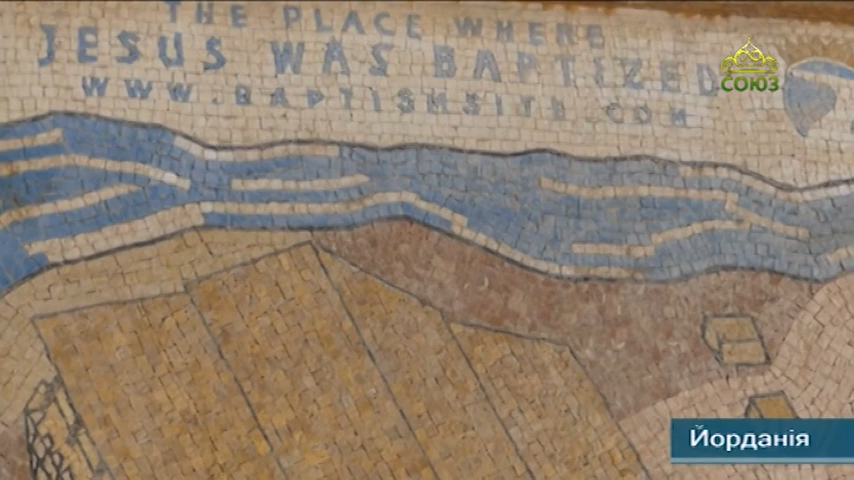 THE PLACE WHERE
JESUS WAS BAPTIZED
WWW.BAPTISMSITE.COM
СОЮЗ
Йорданія